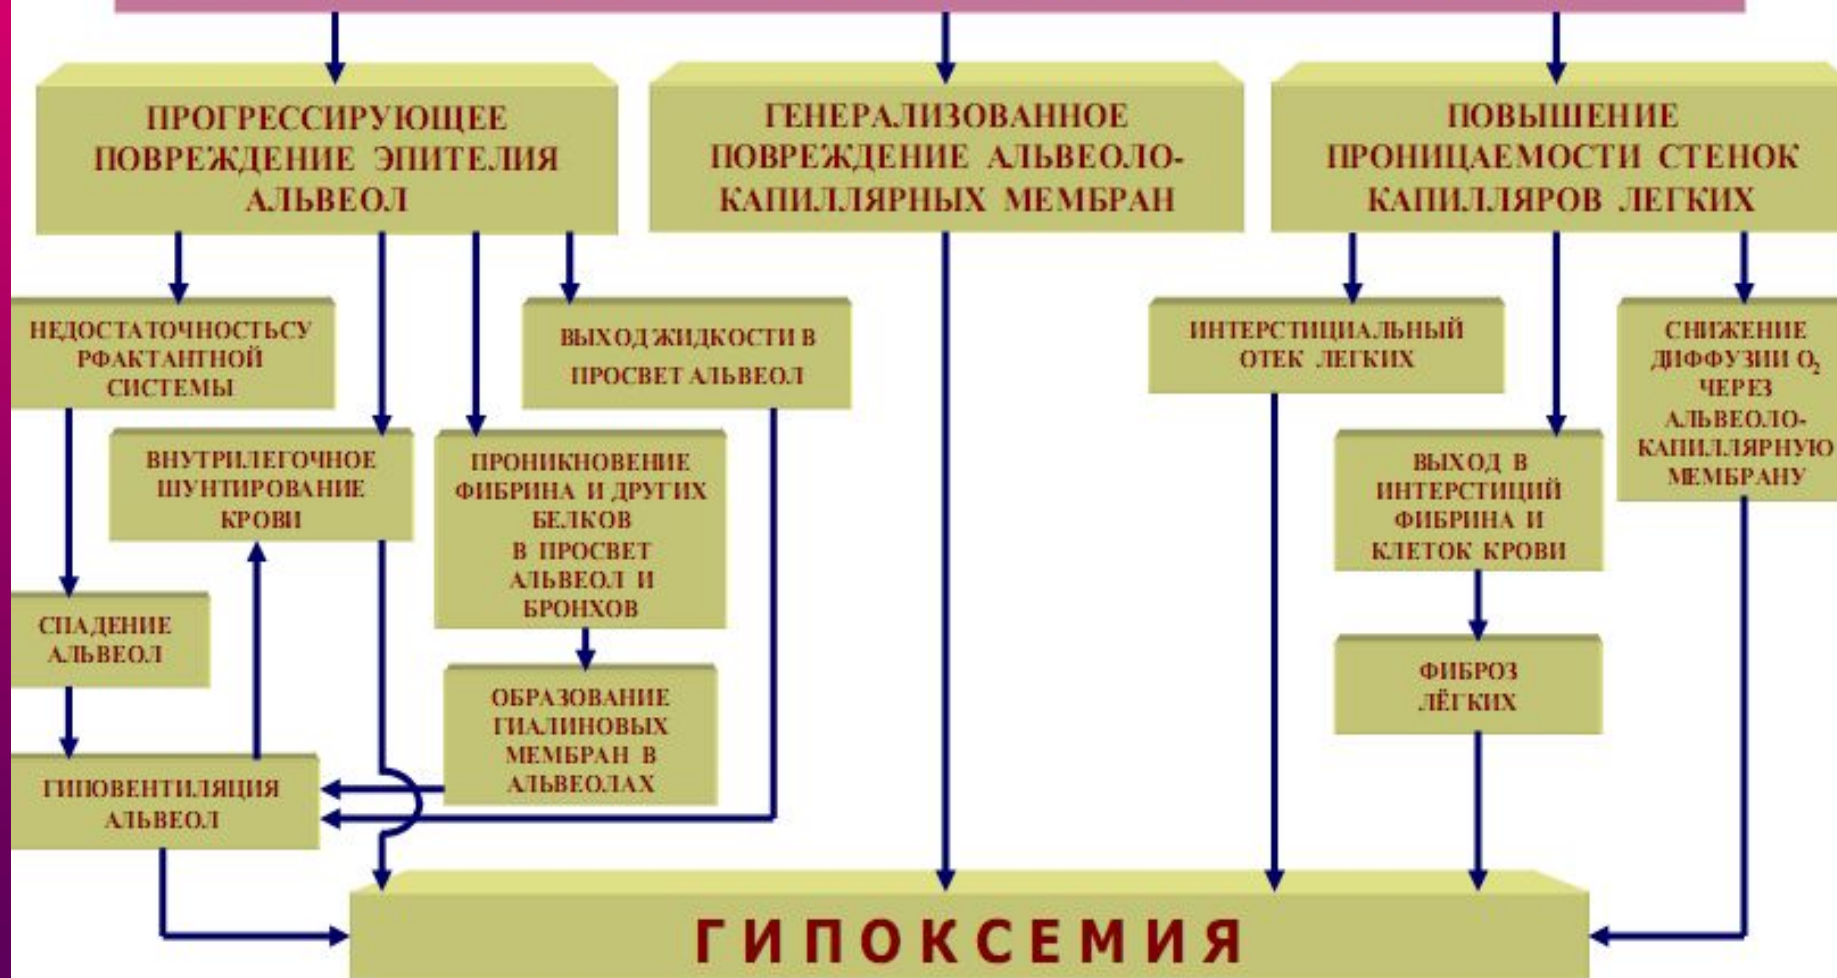 ПРОГРЕССИРУЮЩЕЕ
ПОВРЕЖДЕНИЕ ЭПИТЕЛИЯ
АЛЬВЕОЛ
ГЕНЕРАЛИЗОВАННОЕ
ПОВРЕЖДЕНИЕ АЛЬВЕОЛО-
КАПИЛЛЯРНЫХ МЕМБРАН
ПОВЫШЕНИЕ
ПРОНИЦАЕМОСТИ СТЕНОК
КАПИЛЛЯРОВ ЛЕГКИХ
НЕДОСТАТОЧНОСТЬСУ
РФАКТАНТНОЙ
СИСТЕМЫ
ВЫХОД ЖИДКОСТИ В
ПРОСВЕТ АЛЬВЕОЛ
ИНТЕРСТИЦИАЛЬНЫЙ
ОТЕК ЛЕГКИХ
СНИЖЕНИЕ
ДИФФУЗИИ О₂
ЧЕРЕЗ
АЛЬВЕОЛО-
КАПИЛЛЯРНУЮ
МЕМБРАНУ
ВНУТРИЛЕГОЧНОЕ
ШУНТИРОВАНИЕ
КРОВИ
ПРОНИКНОВЕНИЕ
ФИБРИНА И ДРУГИХ
БЕЛКОВ
В ПРОСВЕТ
АЛЬВЕОЛ И
БРОНХОВ
ВЫХОД В
ИНТЕРСТИЦИЙ
ФИБРИНА И
КЛЕТОК КРОВИ
СПАДЕНИЕ
АЛЬВЕОЛ
ОБРАЗОВАНИЕ
ГИАЛИНОВЫХ
МЕМБРАН В
АЛЬВЕОЛАХ
ФИБРОЗ
ЛЁГКИХ
ГИПОВЕНТИЛЯЦИЯ
АЛЬВЕОЛ
ГИПОКСЕМИЯ